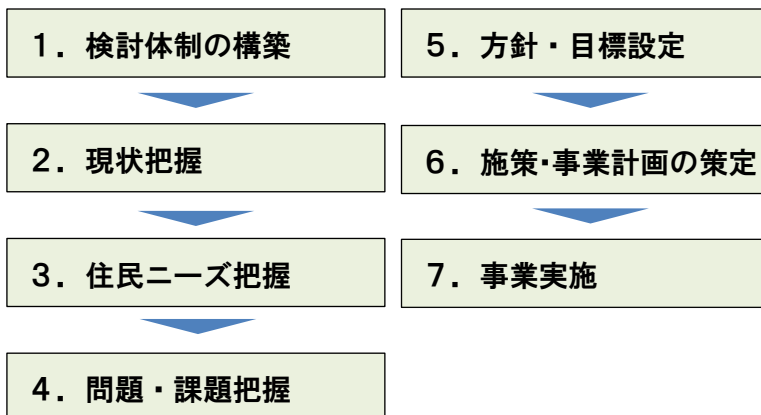 １．検討体制の構築
２．現状把握
３．住民ニーズ把握
４．問題・課題把握
５．方針・目標設定
６．施策･事業計画の策定
７．事業実施